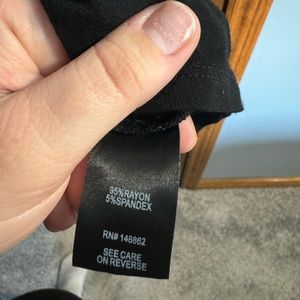 95%RAYON
5%SPANDEX
RN# 148862
SEE CARE
ON REVERSE